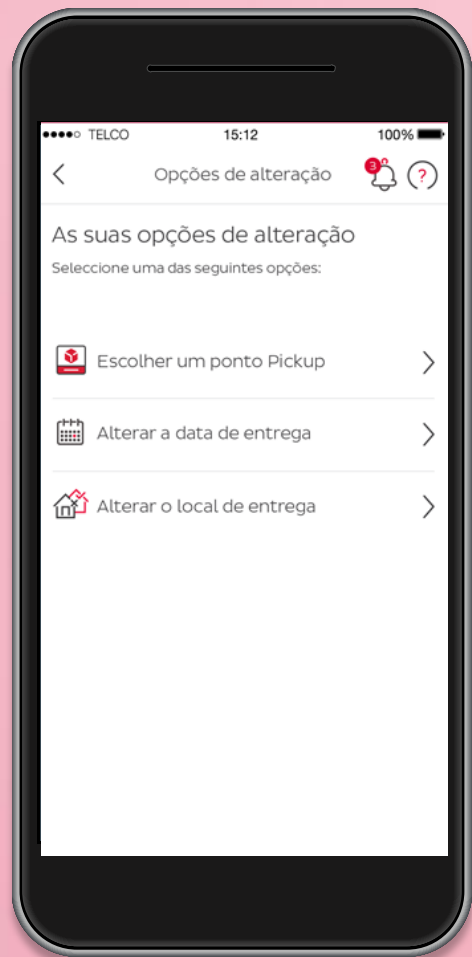 TELCO 15:12 100%
Opções de alteração 3 ?
As suas opções de alteração
Seleccione uma das seguintes opções:
Escolher um ponto Pickup
Alterar a data de entrega
Alterar o local de entrega